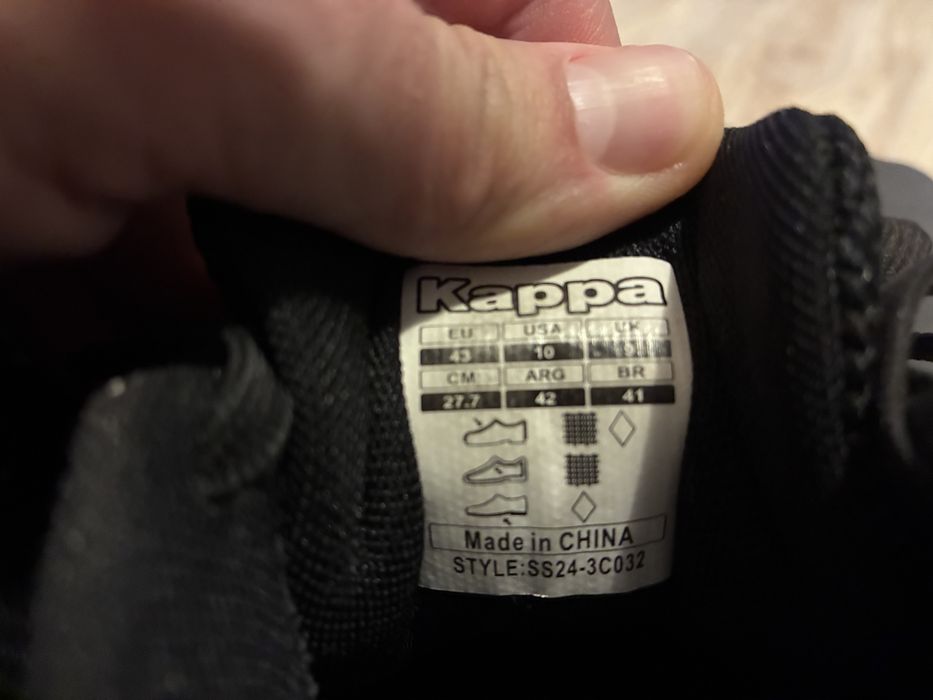 Kappa
EU USA UK
43 10 9
CM ARG BR
27.7 42 41
Made in CHINA
STYLE:SS24-3C032